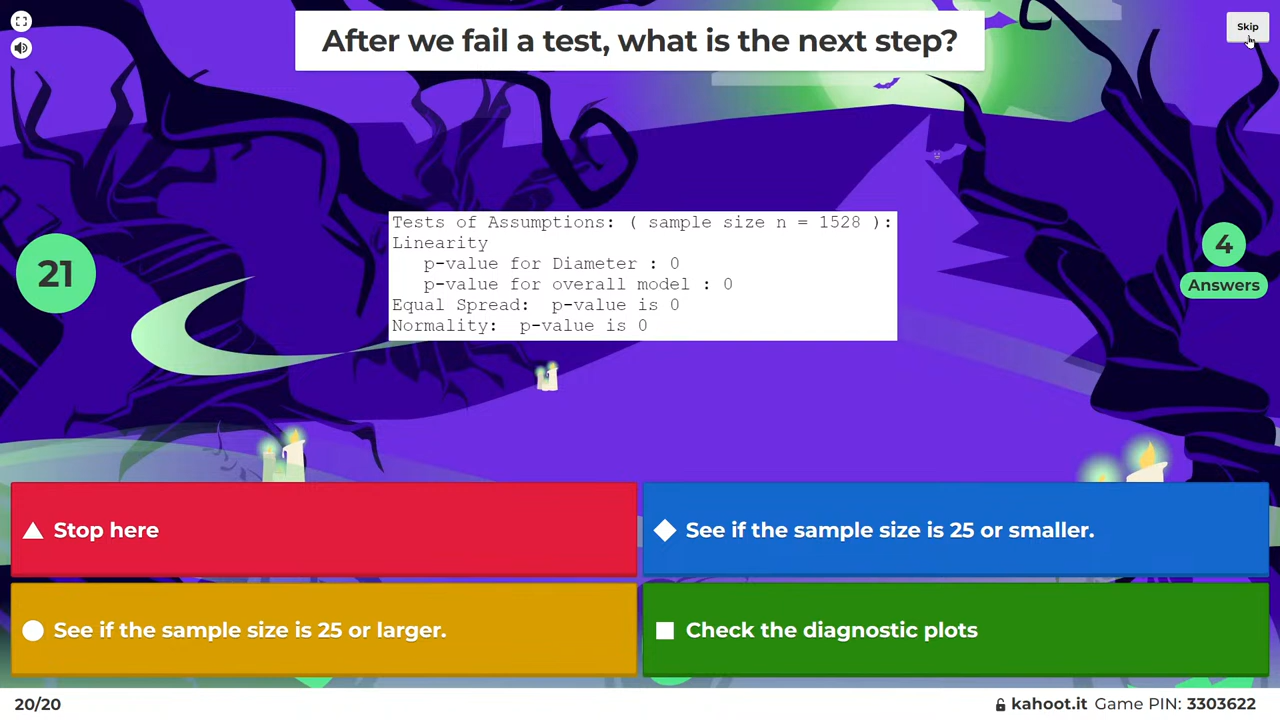 After we fail a test, what is the next step?
Skip
Tests of Assumptions: ( sample size n = 1528 ):
Linearity
p-value for Diameter : 0
p-value for overall model : 0
Equal Spread: p-value is 0
Normality: p-value is 0
21
4
Answers
Stop here
See if the sample size is 25 or smaller.
See if the sample size is 25 or larger.
Check the diagnostic plots
20/20
kahoot.it Game PIN: 3303622